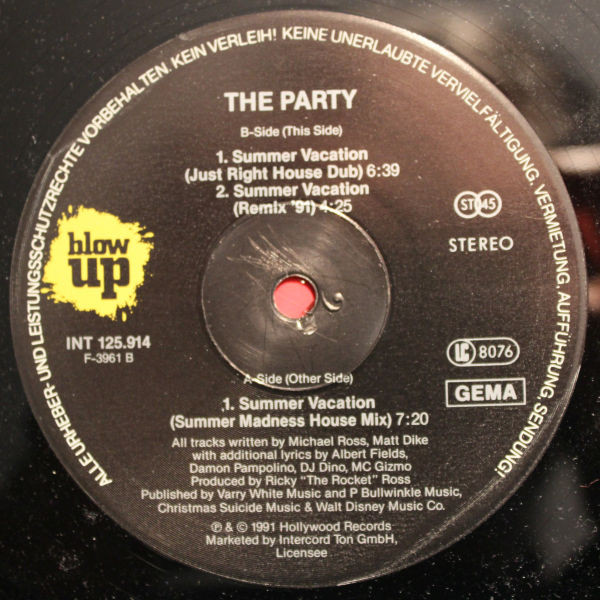 ALLE URHEBER- UND LEISTUNGSSCHUTZRECHTE VORBEHALTEN. KEIN VERLEIH! KEINE UNERLAUBTE VERVIELFÄLTIGUNG, VERMIETUNG, AUFFÜHRUNG, SENDUNG!
THE PARTY
B-Side (This Side)
1. Summer Vacation
(Just Right House Dub) 6:39
2. Summer Vacation
(Remix '91) 4:25
ST 45
STEREO
blow
up
INT 125.914
F-3961 B
LC 8076
GEMA
A-Side (Other Side)
1. Summer Vacation
(Summer Madness House Mix) 7:20
All tracks written by Michael Ross, Matt Dike
with additional lyrics by Albert Fields,
Damon Pampolino, DJ Dino, MC Gizmo
Produced by Ricky "The Rocket" Ross
Published by Varry White Music and P Bullwinkle Music,
Christmas Suicide Music & Walt Disney Music Co.
℗ & © 1991 Hollywood Records
Marketed by Intercord Ton GmbH,
Licensee